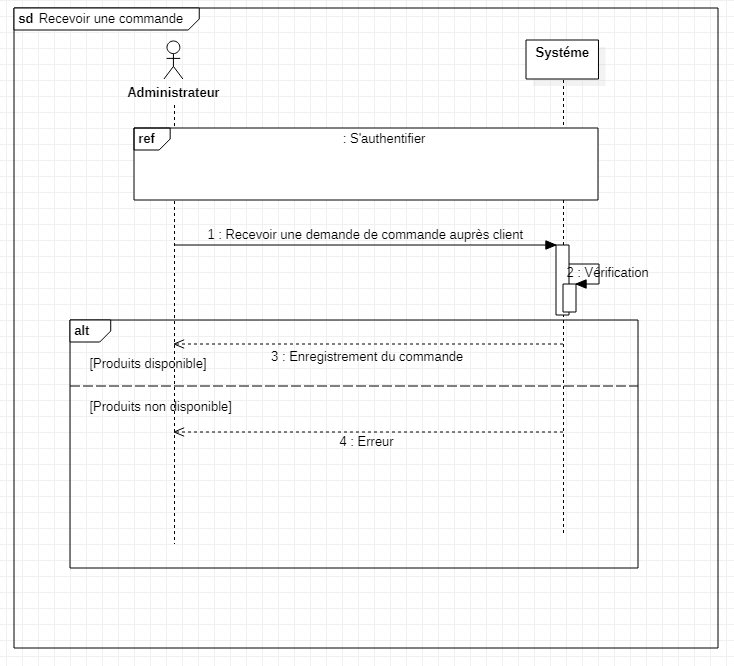 sd Recevoir une commande
Systéme
Administrateur
ref
: S'authentifier
1 : Recevoir une demande de commande auprès client
2 : Vérification
alt
3 : Enregistrement du commande
[Produits disponible]
[Produits non disponible]
4 : Erreur